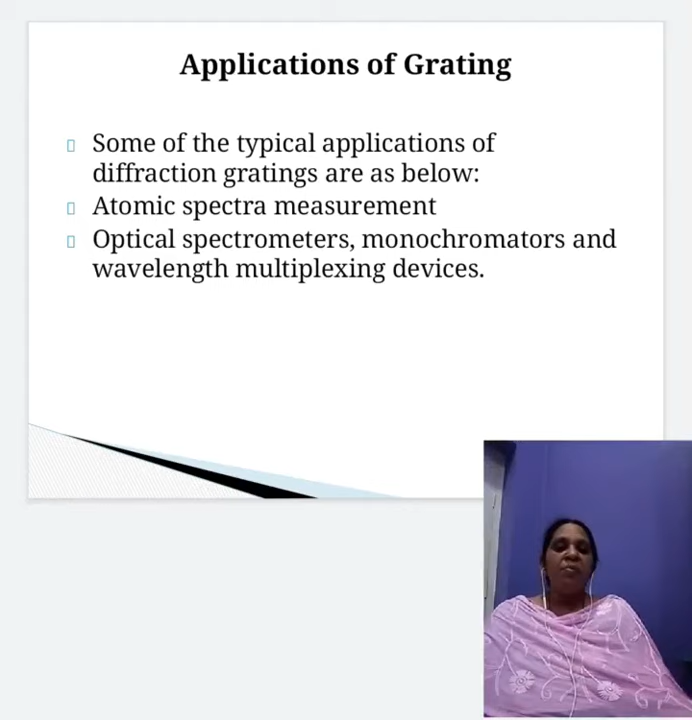 Applications of Grating
Some of the typical applications of
diffraction gratings are as below:
Atomic spectra measurement
Optical spectrometers, monochromators and
wavelength multiplexing devices.